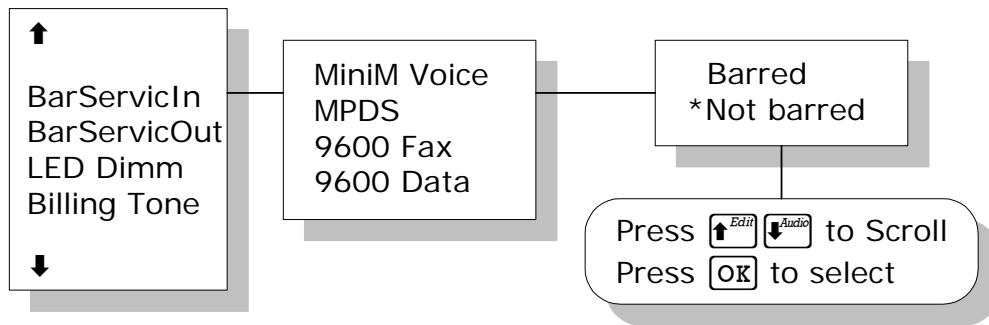 BarServicIn
BarServicOut
LED Dimm
Billing Tone
MiniM Voice
MPDS
9600 Fax
9600 Data
Barred
*Not barred
Press Edit Audio to Scroll
Press OK to select